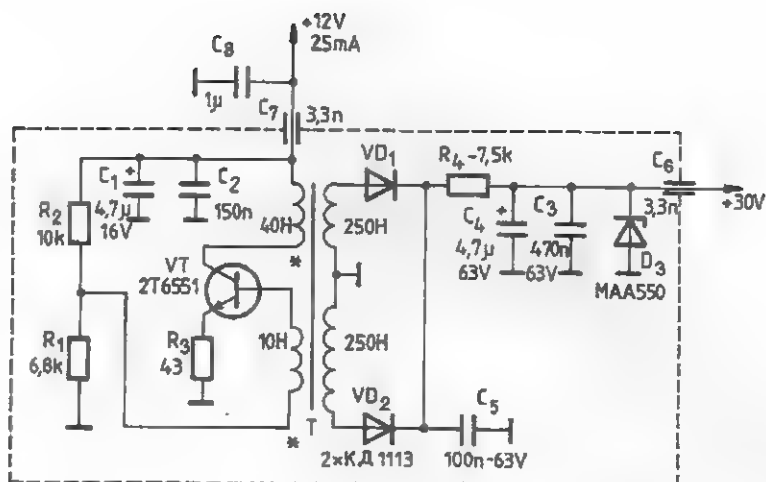 +12V
25mA
C8
1µ
C7
3,3n
VD1
R4-7,5k
C6
3,3n
+30V
C1
+
4,7µ
16V
C2
150n
R2
10k
40H
*
250H
C4
+
4,7µ
63V
C3
470n
63V
D3
MAA550
VT
2T6551
R1
6,8k
R3
43
10H
*
T
250H
VD2
2×КД1113
C5
100n-63V